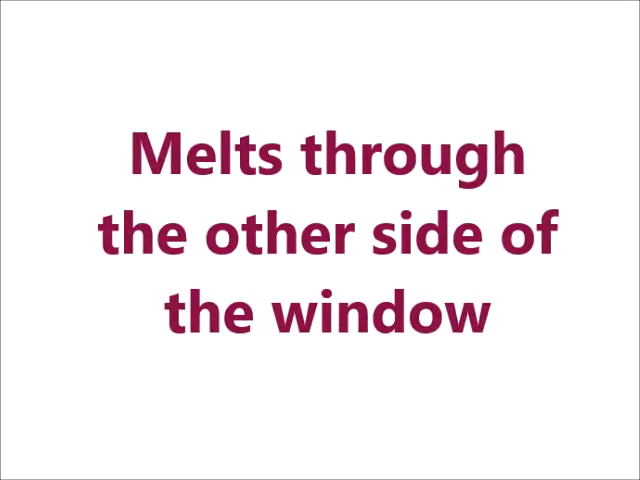 Melts through
the other side of
the window